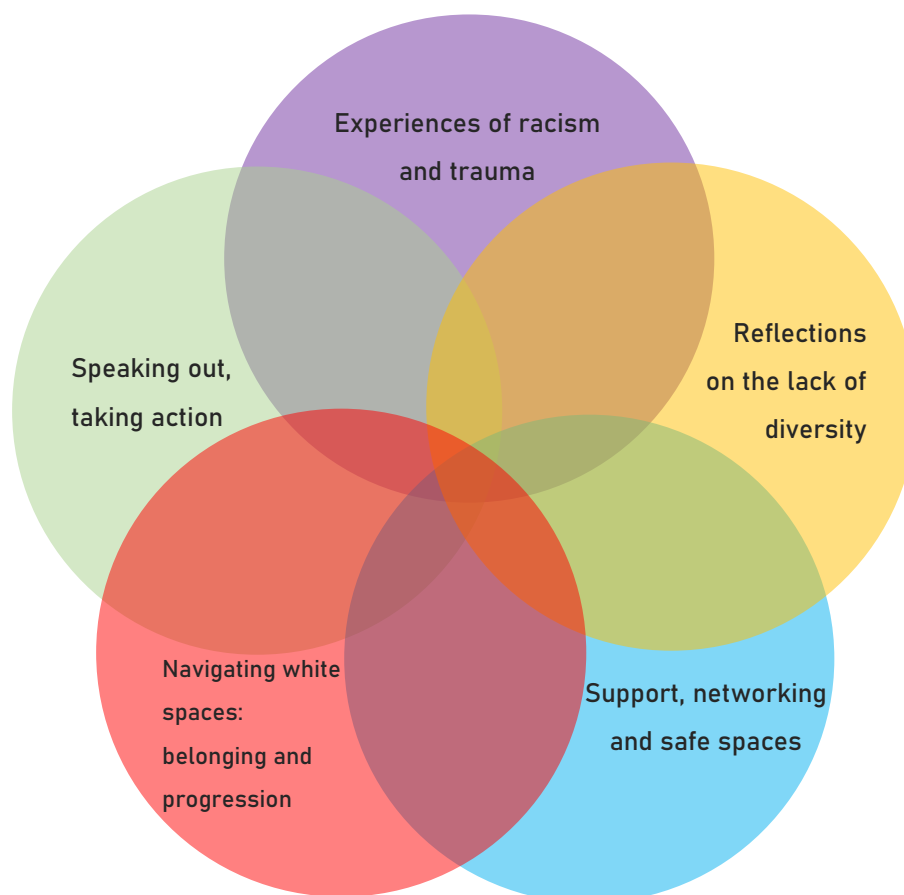 Experiences of racism
and trauma
Reflections
on the lack of
diversity
Speaking out,
taking action
Navigating white
spaces:
belonging and
progression
Support, networking
and safe spaces